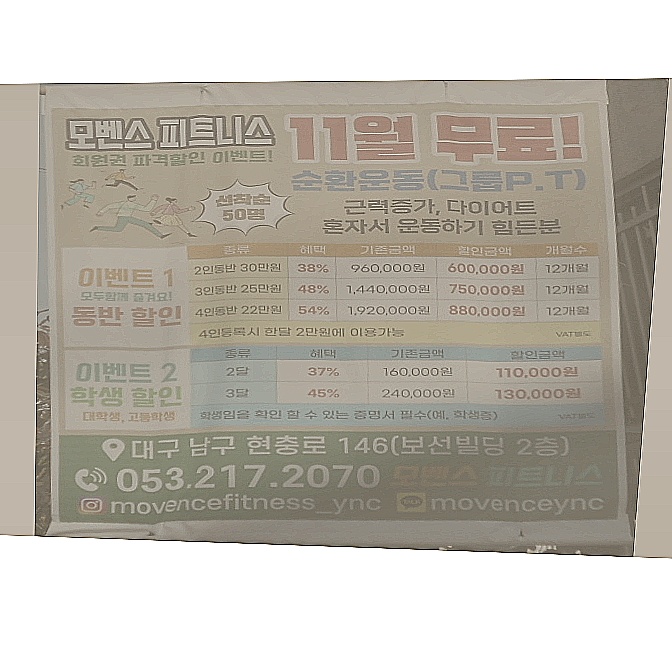 모벤스 피트니스
회원권 파격할인 이벤트!
11월 무료!
순환운동(그룹P.T)
선착순
50명
근력증가, 다이어트
혼자서 운동하기 힘든분
이벤트 1
모두함께 즐겨요!
동반 할인
종류 혜택 기존금액 할인금액 개월수
2인동반 30만원 38% 960,000원 600,000원 12개월
3인동반 25만원 48% 1,440,000원 750,000원 12개월
4인동반 22만원 54% 1,920,000원 880,000원 12개월
4인등록시 한달 2만원에 이용가능 VAT별도
이벤트 2
학생 할인
대학생, 고등학생
종류 혜택 기존금액 할인금액
2달 37% 160,000원 110,000원
3달 45% 240,000원 130,000원
학생임을 확인 할 수 있는 증명서 필수(예, 학생증) VAT별도
대구 남구 현충로 146(보선빌딩 2층)
053.217.2070 모벤스 피트니스
movencefitness_ync movenceync